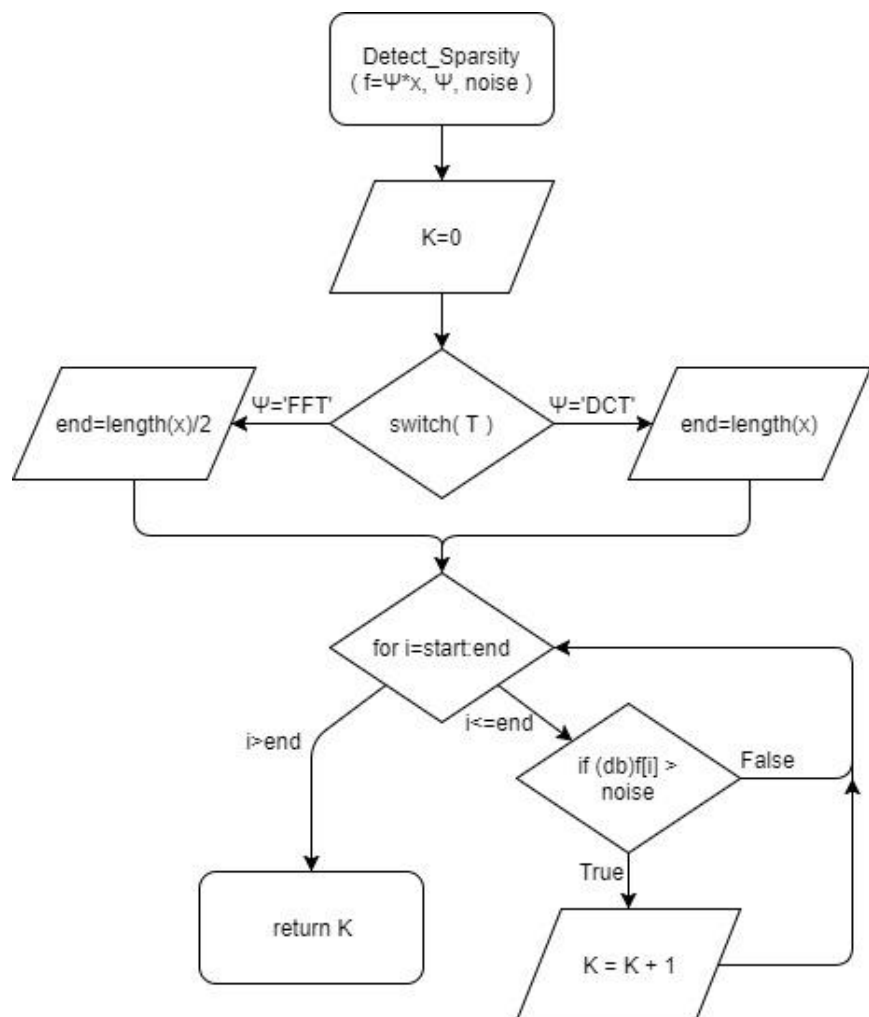 Detect_Sparsity
( f=Ψ*x, Ψ, noise )
K=0
Ψ='FFT'
Ψ='DCT'
end=length(x)/2
switch( T )
end=length(x)
for i=start:end
i>end
i<=end
if (db)f[i] >
noise
False
True
return K
K = K + 1